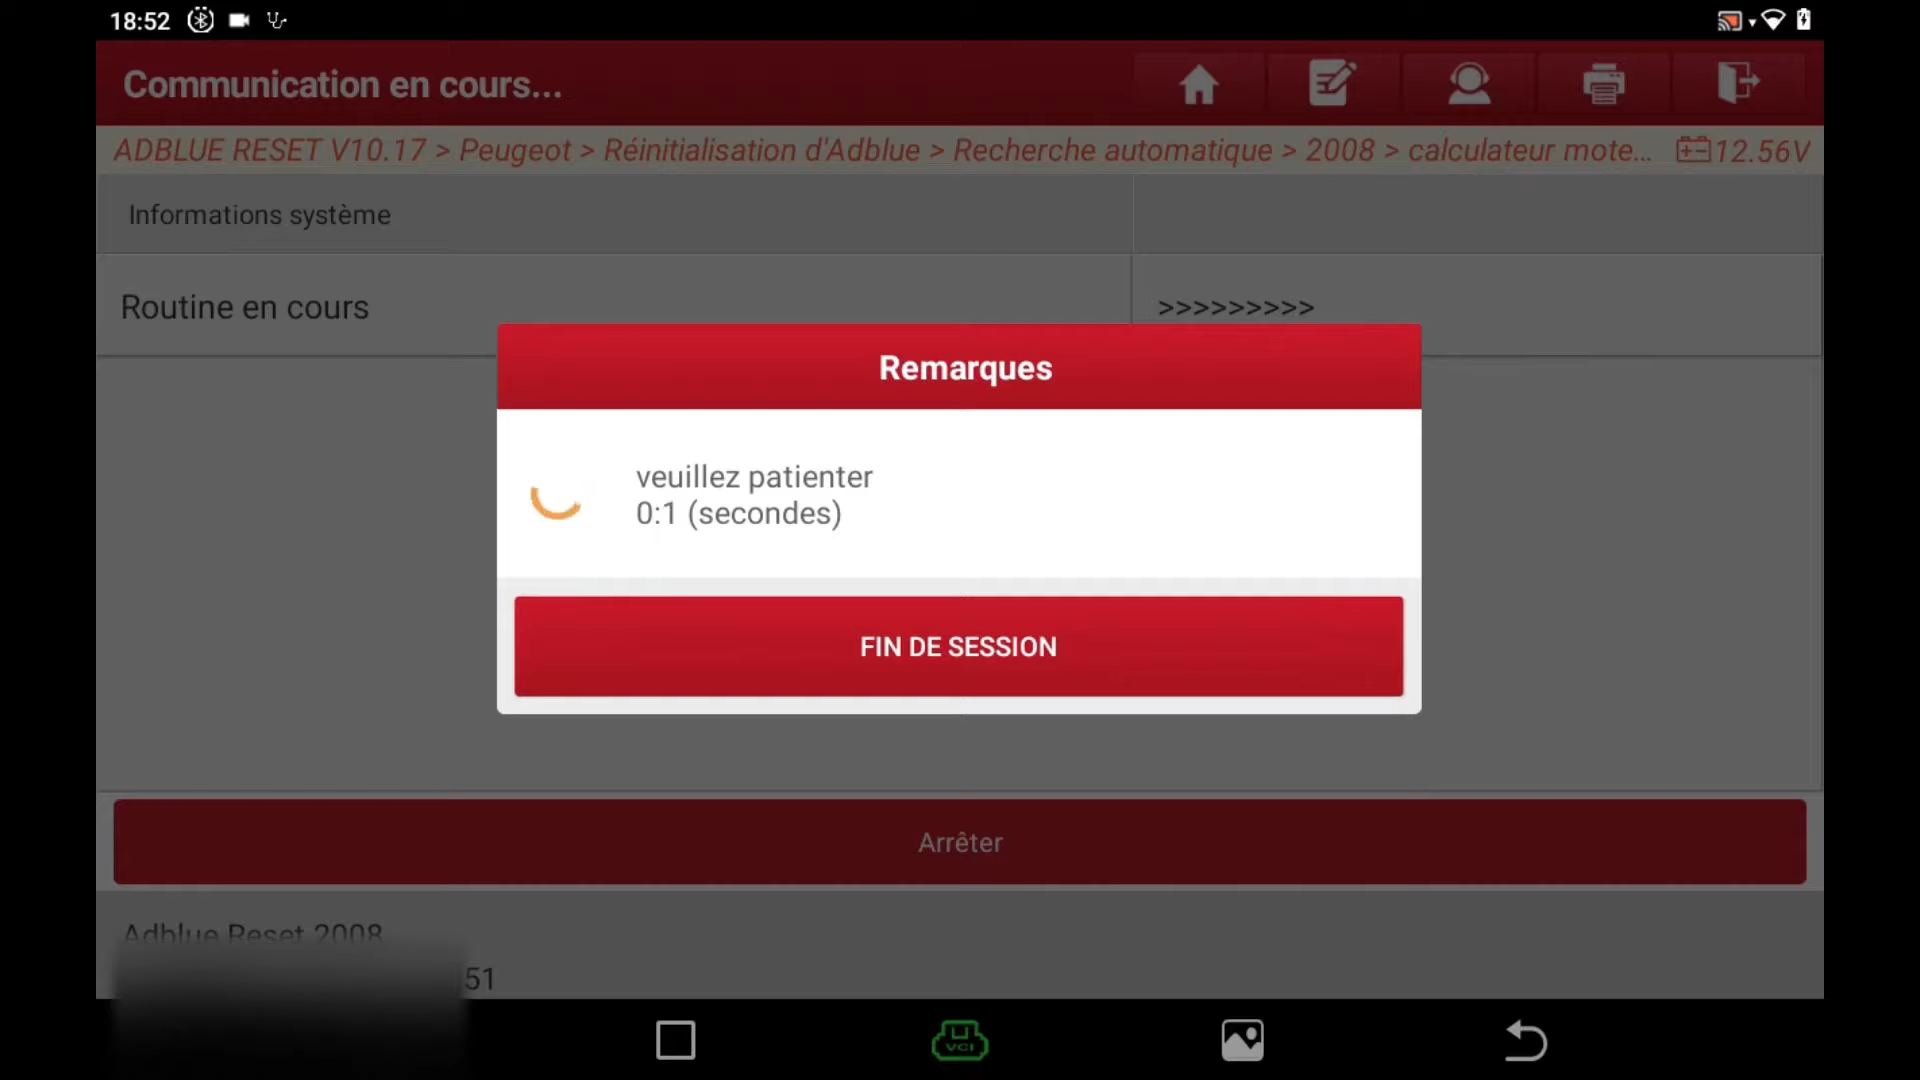 18:52
Communication en cours...
ADBLUE RESET V10.17 > Peugeot > Réinitialisation d'Adblue > Recherche automatique > 2008 > calculateur mote... 12.56V
Informations système
Routine en cours >>>>>>>>>
Remarques
veuillez patienter
0:1 (secondes)
FIN DE SESSION
Arrêter
Adblue Reset 2008
51
VCI